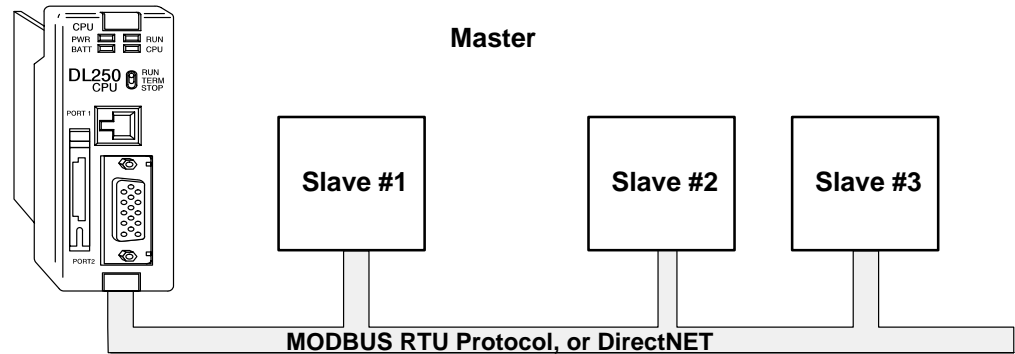 CPU
PWR RUN
BATT CPU
DL250 RUN
CPU TERM
STOP
PORT 1
PORT2
Master
Slave #1 Slave #2 Slave #3
MODBUS RTU Protocol, or DirectNET